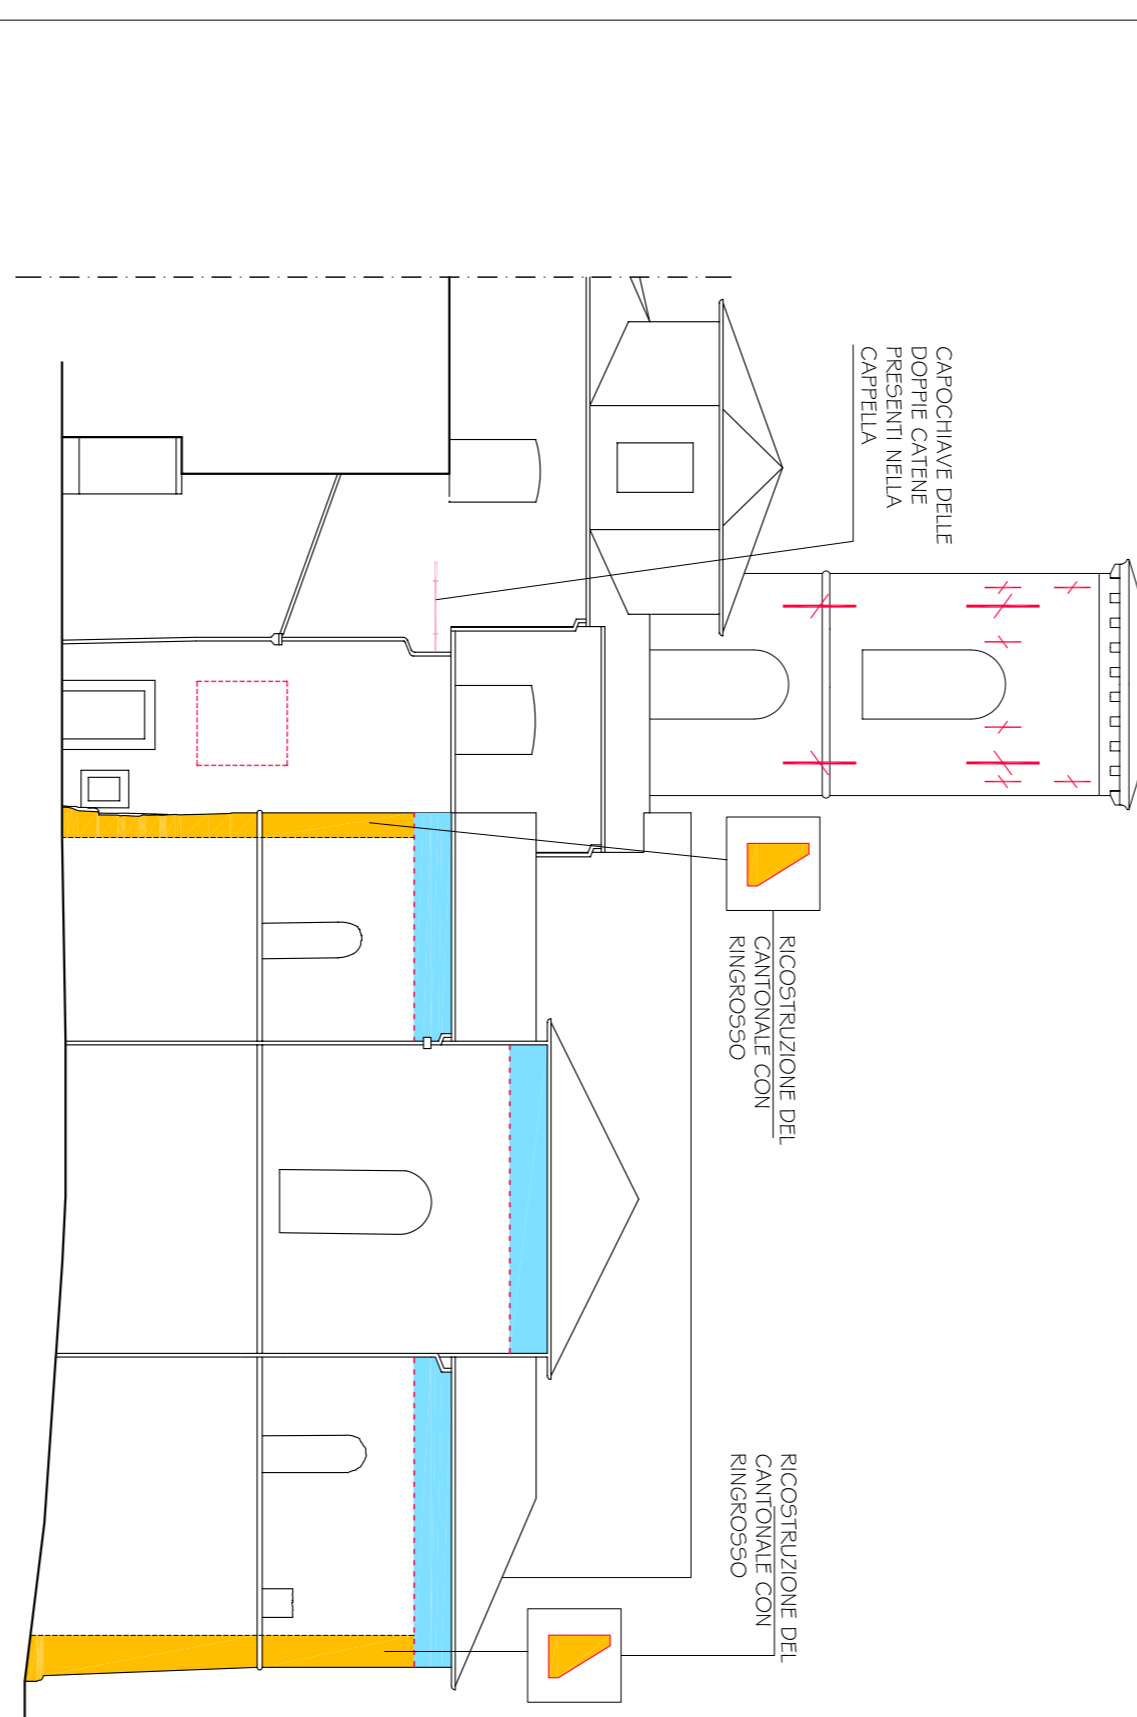 CAPOCHIAVE DELLE
DOPPIE CATENE
PRESENTI NELLA
CAPPELLA
RICOSTRUZIONE DEL
CANTONALE CON
RINGROSSO
RICOSTRUZIONE DEL
CANTONALE CON
RINGROSSO